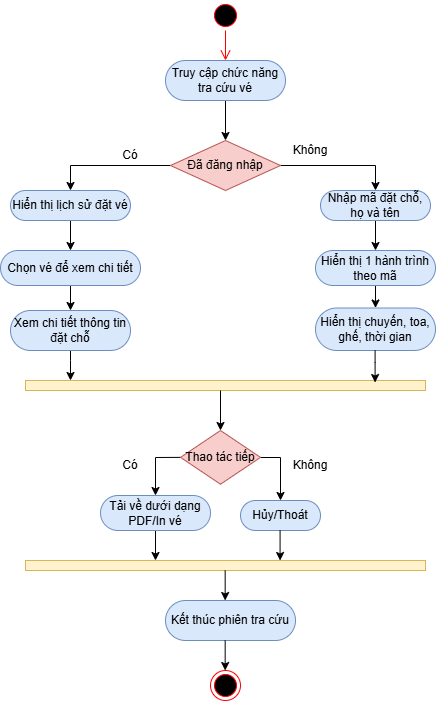 Truy cập chức năng
tra cứu vé
Đã đăng nhập
Có
Không
Hiển thị lịch sử đặt vé
Nhập mã đặt chỗ,
họ và tên
Chọn vé để xem chi tiết
Hiển thị 1 hành trình
theo mã
Xem chi tiết thông tin
đặt chỗ
Hiển thị chuyến, toa,
ghế, thời gian
Thao tác tiếp
Có
Không
Tải về dưới dạng
PDF/In vé
Hủy/Thoát
Kết thúc phiên tra cứu